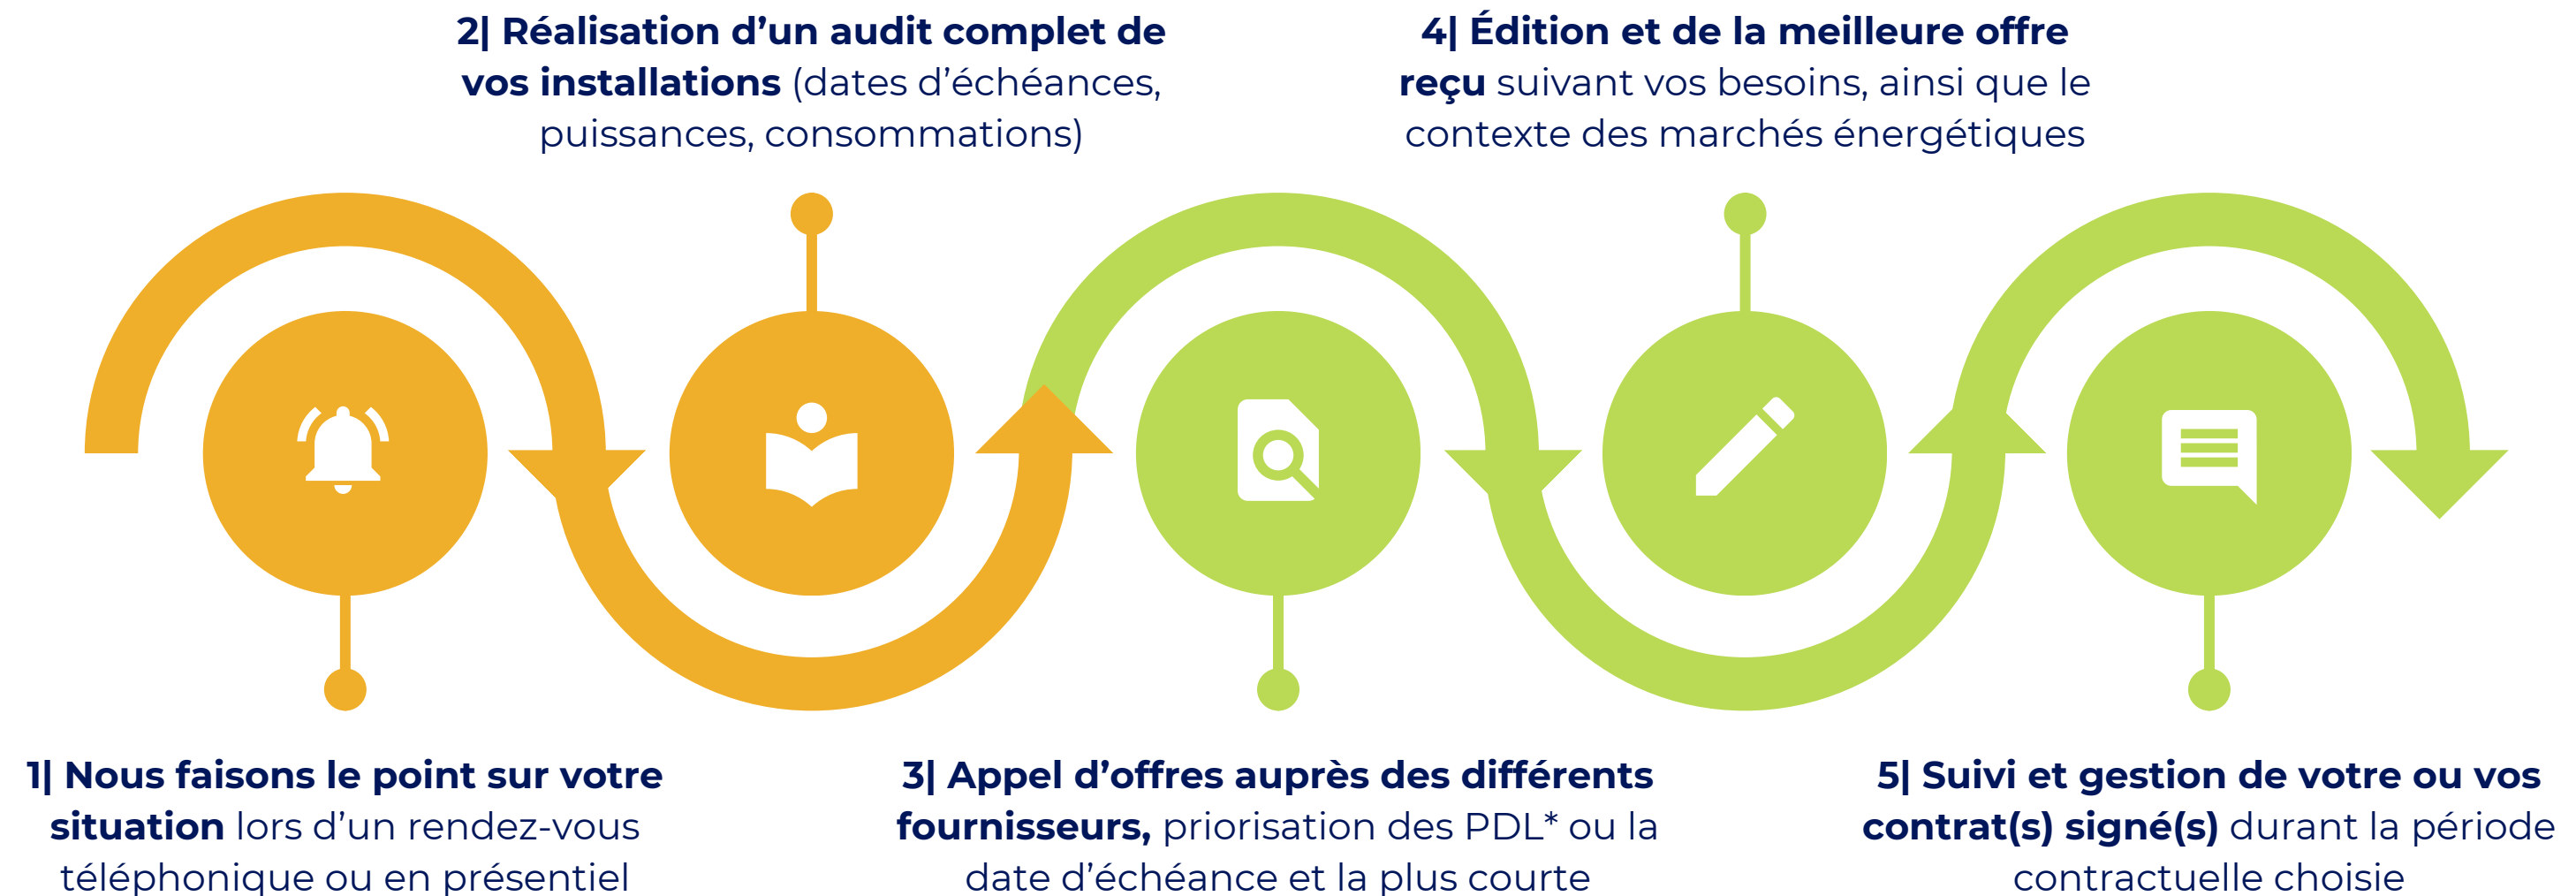 1| Nous faisons le point sur votre
situation lors d’un rendez-vous
téléphonique ou en présentiel
2| Réalisation d’un audit complet de
vos installations (dates d’échéances,
puissances, consommations)
3| Appel d’offres auprès des différents
fournisseurs, priorisation des PDL* ou la
date d’échéance et la plus courte
4| Édition et de la meilleure offre
reçu suivant vos besoins, ainsi que le
contexte des marchés énergétiques
5| Suivi et gestion de votre ou vos
contrat(s) signé(s) durant la période
contractuelle choisie